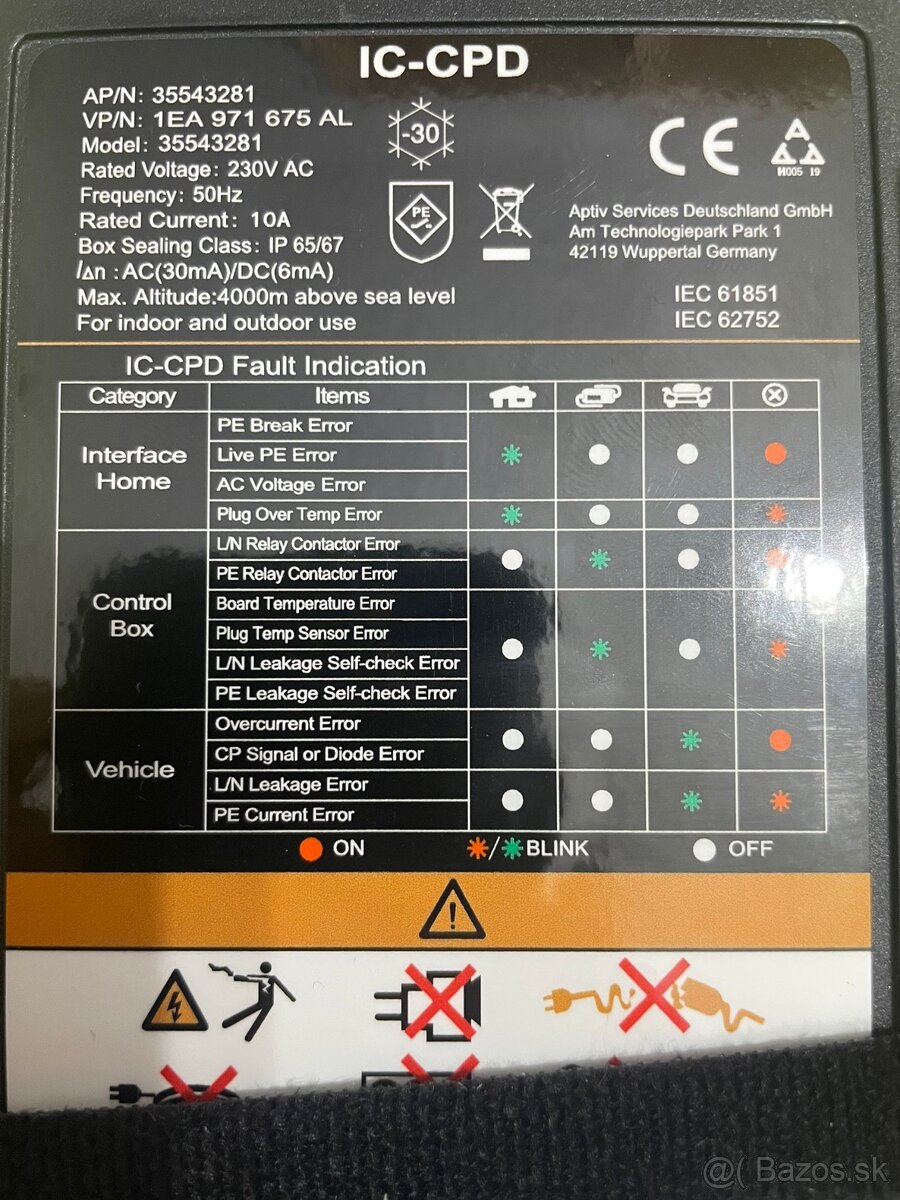 IC-CPD
AP/N: 35543281
VP/N: 1EA 971 675 AL
Model: 35543281
Rated Voltage: 230V AC
Frequency: 50Hz
Rated Current: 10A
Box Sealing Class: IP 65/67
IΔn :AC(30mA)/DC(6mA)
Max. Altitude:4000m above sea level
For indoor and outdoor use
-30
PE
CE
H005 19
Aptiv Services Deutschland GmbH
Am Technologiepark Park 1
42119 Wuppertal Germany
IEC 61851
IEC 62752
IC-CPD Fault Indication
Category Items
Interface
Home
PE Break Error
Live PE Error
AC Voltage Error
Plug Over Temp Error
Control
Box
L/N Relay Contactor Error
PE Relay Contactor Error
Board Temperature Error
Plug Temp Sensor Error
L/N Leakage Self-check Error
PE Leakage Self-check Error
Vehicle
Overcurrent Error
CP Signal or Diode Error
L/N Leakage Error
PE Current Error
ON / BLINK OFF
@( Bazos.sk